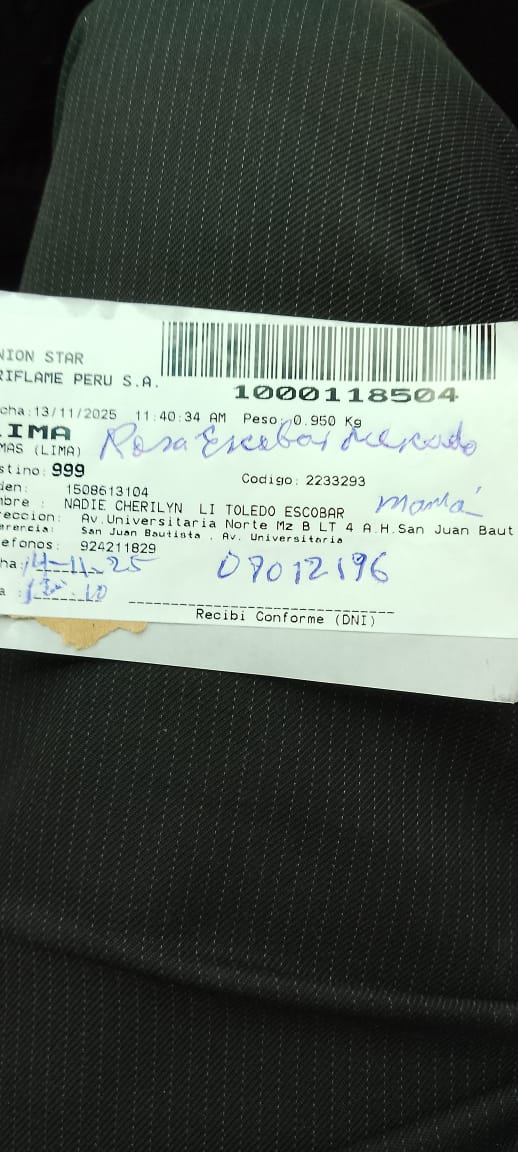 NION STAR
RIFLAME PERU S.A.
1000118504
cha:13/11/2025 11:40:34 AM Peso: 0.950 Kg
LIMA Rosa Escobar Mercado
MAS (LIMA)
stino: 999
Codigo: 2233293
den: 1508613104
mbre : NADIE CHERILYN LI TOLEDO ESCOBAR Mamá
reccion: Av.Universitaria Norte Mz B LT 4 A.H.San Juan Baut
erencia: San Juan Bautista . Av. Universitaria
efonos: 924211829
ha: 14-11-25 07012196
a :
Recibi Conforme (DNI)